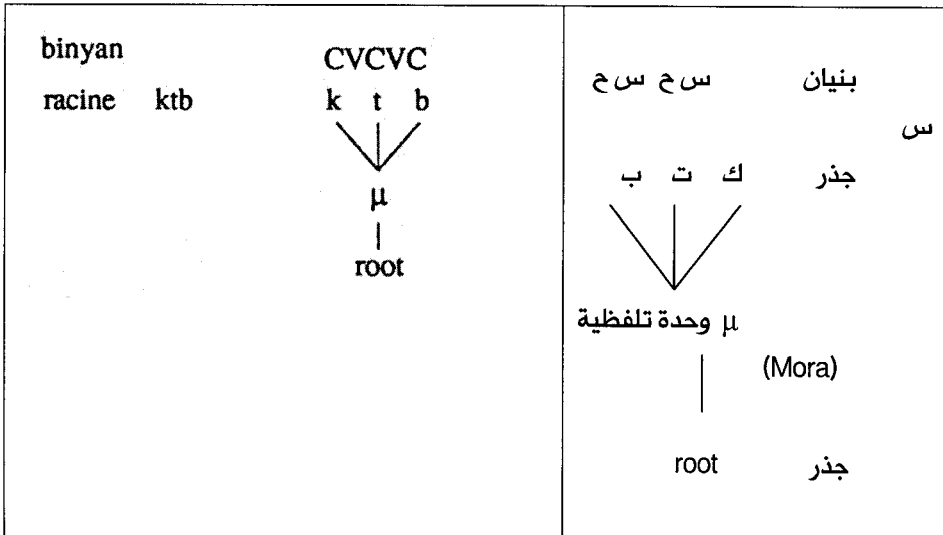 binyan CVCVC
racine ktb k t b
μ
root
بنيان س ح س ح
س
جذر ك ت ب
μ وحدة تلفظية
(Mora)
جذر root